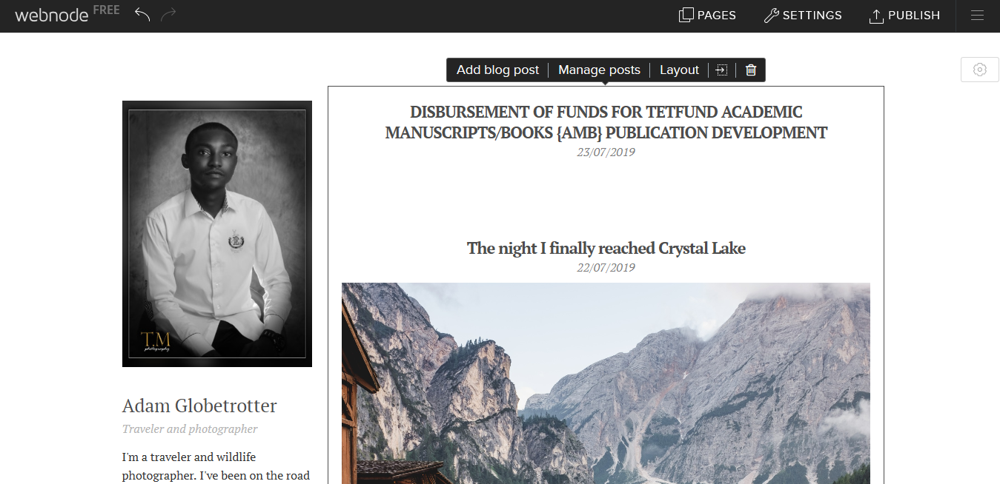 webnode FREE
PAGES
SETTINGS
PUBLISH
Add blog post
Manage posts
Layout
DISBURSEMENT OF FUNDS FOR TETFUND ACADEMIC
MANUSCRIPTS/BOOKS {AMB} PUBLICATION DEVELOPMENT
23/07/2019
The night I finally reached Crystal Lake
22/07/2019
T.M
photography
Adam Globetrotter
Traveler and photographer
I'm a traveler and wildlife
photographer. I've been on the road